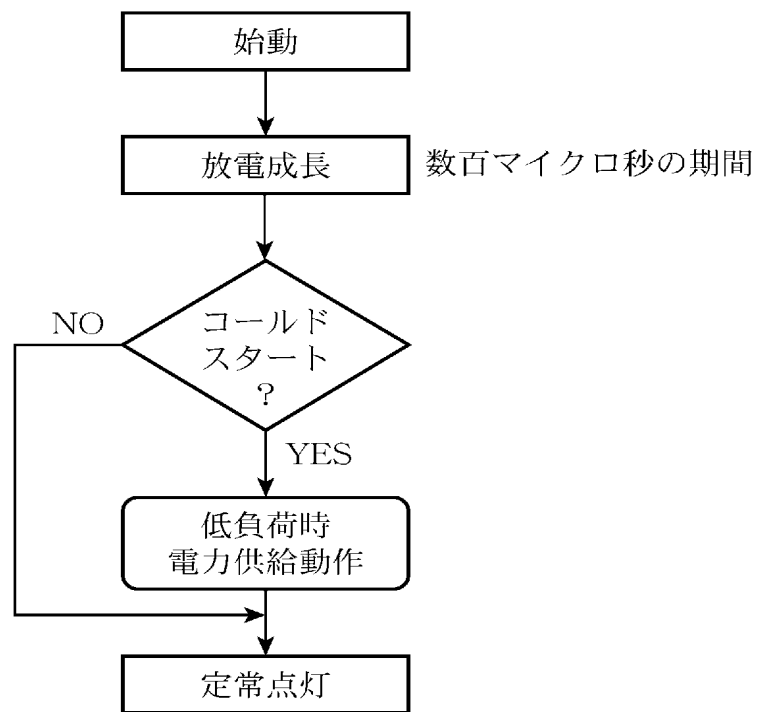 始動
放電成長
数百マイクロ秒の期間
コールド
スタート
?
NO
YES
低負荷時
電力供給動作
定常点灯